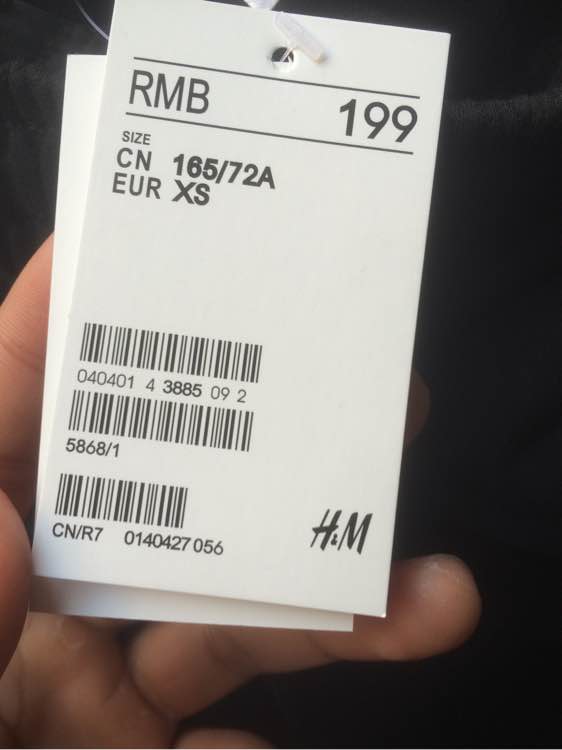 RMB 199
SIZE
CN 165/72A
EUR XS
040401 4 3885 09 2
5868/1
CN/R7 0140427 056
H&M